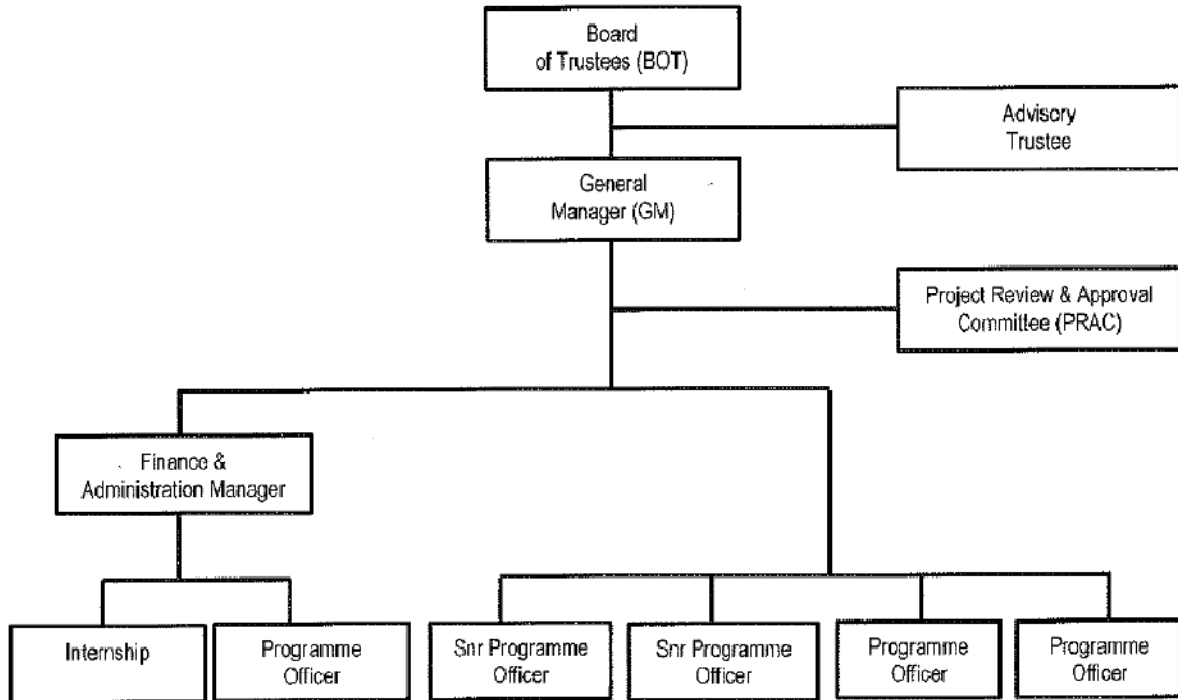 Board
of Trustees (BOT)
Advisory
Trustee
General
Manager (GM)
Project Review & Approval
Committee (PRAC)
Finance &
Administration Manager
Internship
Programme
Officer
Snr Programme
Officer
Snr Programme
Officer
Programme
Officer
Programme
Officer